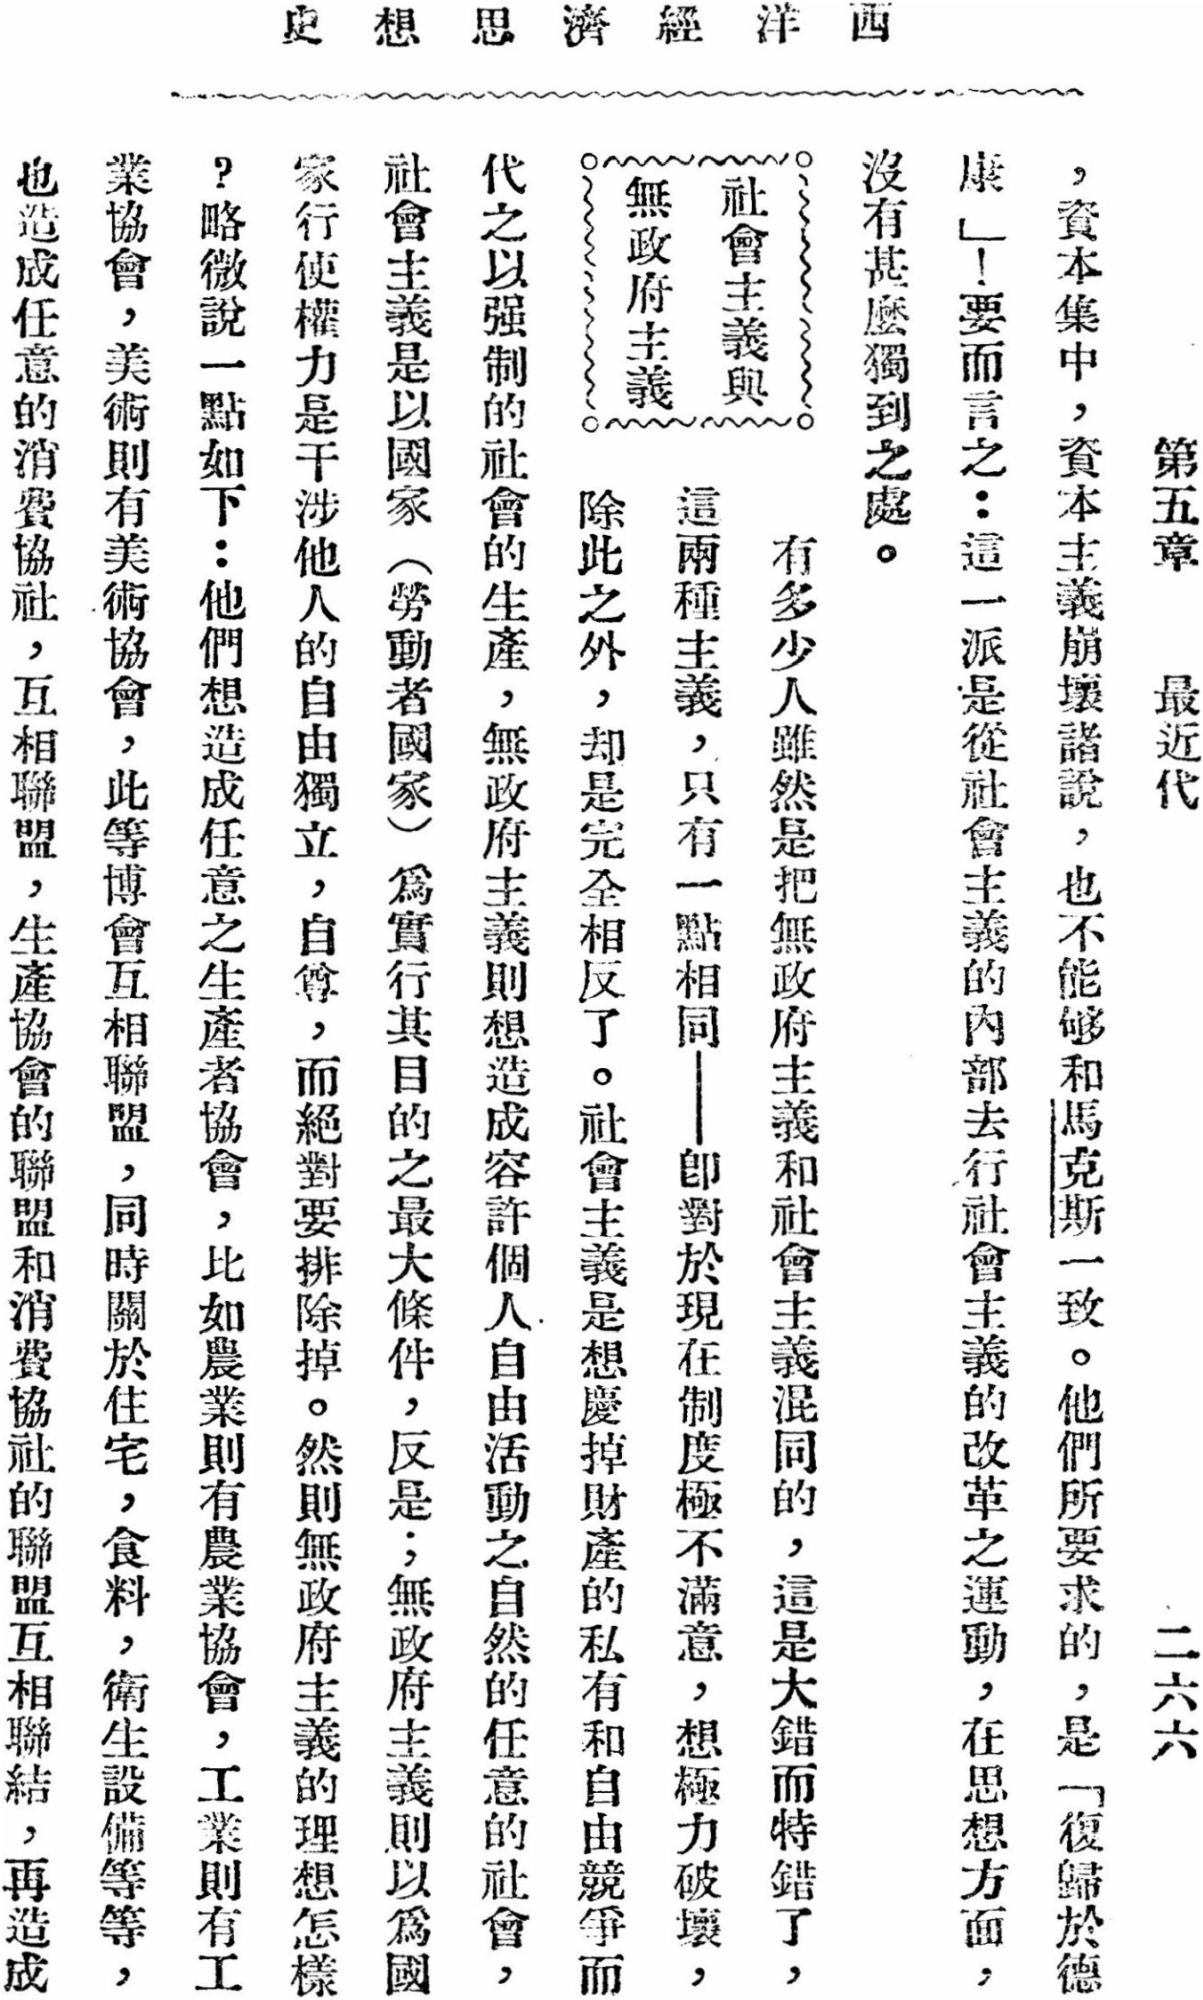 西洋經濟思想史
第五章　最近代　二六六
，資本集中，資本主義崩壞諸說，也不能够和馬克斯一致。他們所要求的，是「復歸於德
康」！要而言之：這一派是從社會主義的內部去行社會主義的改革之運動，在思想方面，
沒有甚麼獨到之處。
社會主義與
無政府主義
有多少人雖然是把無政府主義和社會主義混同的，這是大錯而特錯了，
這兩種主義，只有一點相同——卽對於現在制度極不滿意，想極力破壞，
除此之外，却是完全相反了。社會主義是想慶掉財產的私有和自由競爭而
代之以强制的社會的生產，無政府主義則想造成容許個人自由活動之自然的任意的社會，
社會主義是以國家（勞動者國家）爲實行其目的之最大條件，反是；無政府主義則以爲國
家行使權力是干涉他人的自由獨立，自尊，而絕對要排除掉。然則無政府主義的理想怎樣
？略微說一點如下：他們想造成任意之生產者協會，比如農業則有農業協會，工業則有工
業協會，美術則有美術協會，此等博會互相聯盟，同時關於住宅，食料，衛生設備等等，
也造成任意的消費協社，互相聯盟，生產協會的聯盟和消費協社的聯盟互相聯結，再造成